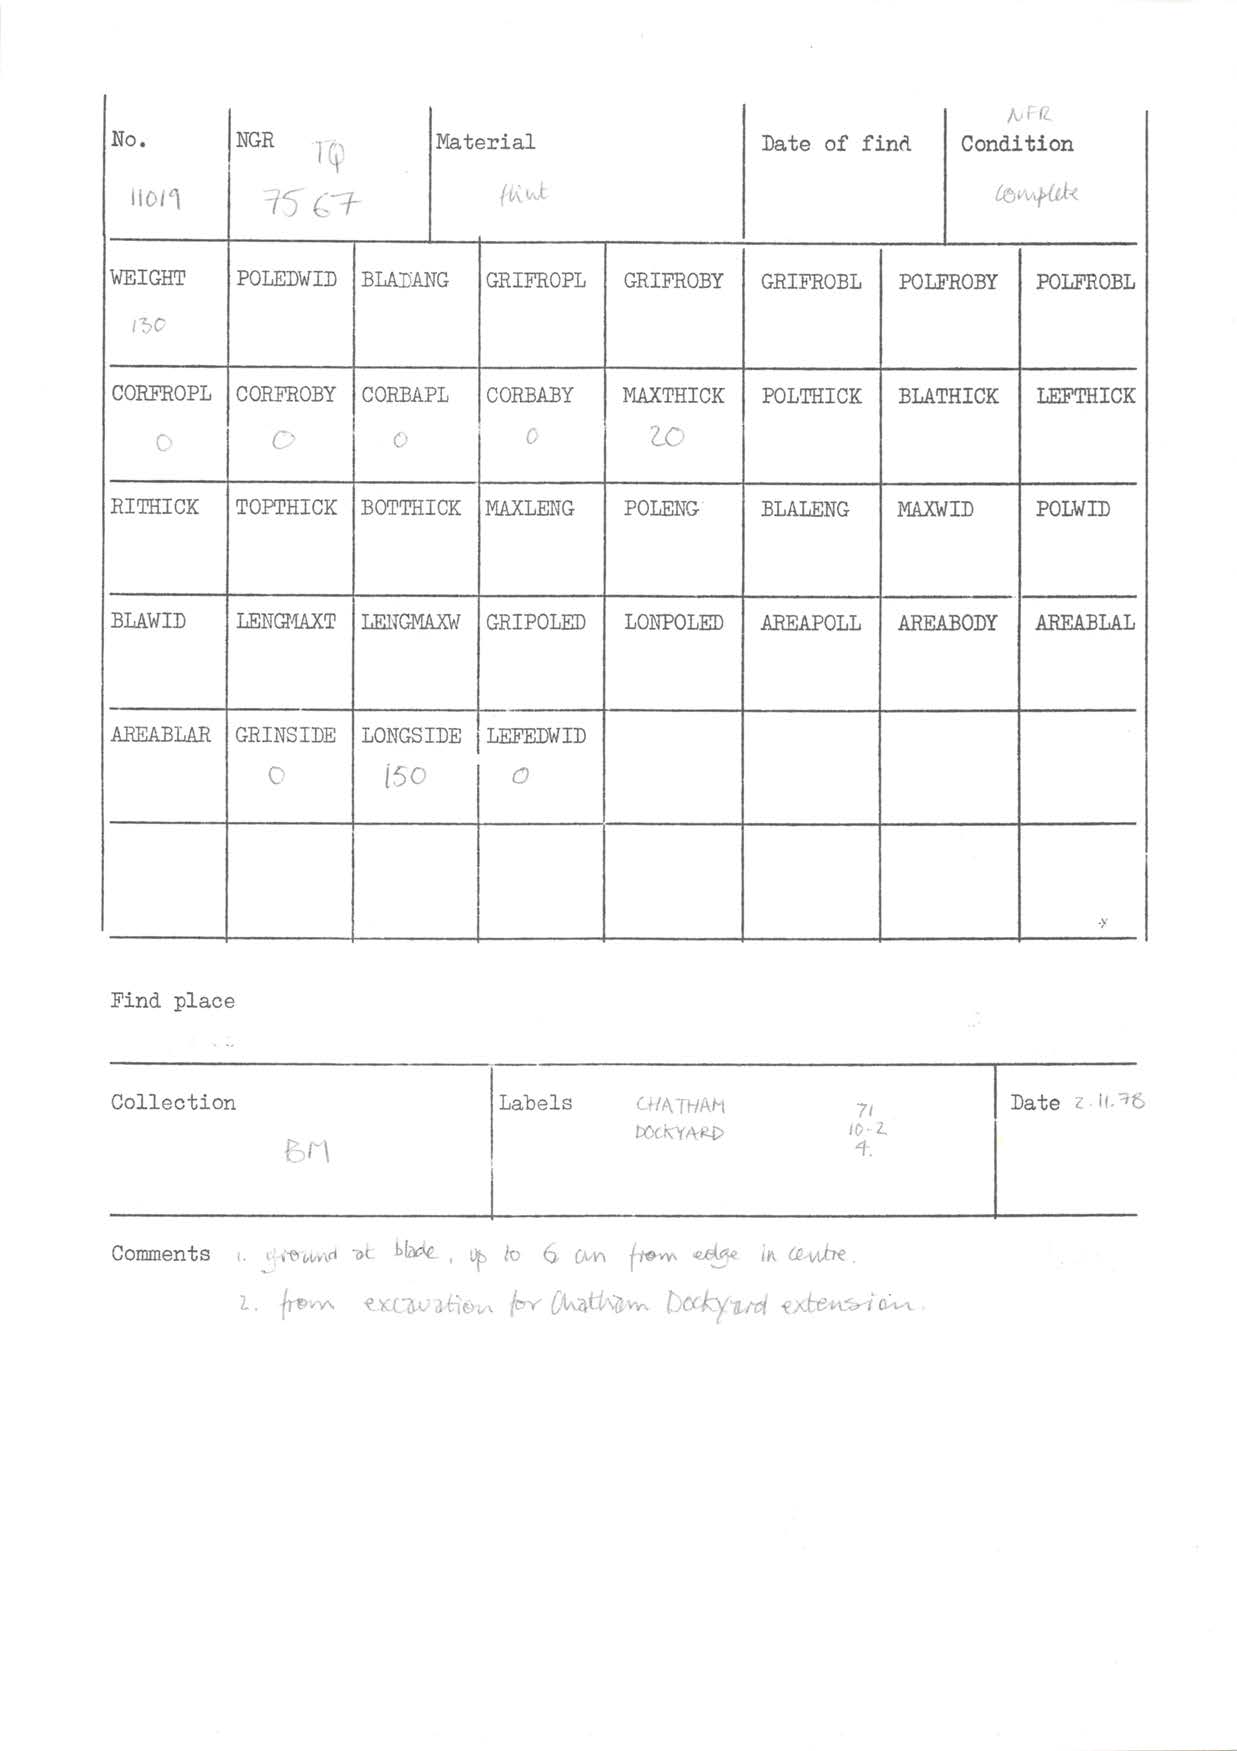 NFR
No. NGR TQ Material Date of find Condition
11019 75 67 flint complete
WEIGHT POLEDWID BLADANG GRIFROPL GRIFROBY GRIFROBL POLFROBY POLFROBL
130
CORFROPL CORFROBY CORBAPL CORBABY MAXTHICK POLTHICK BLATHICK LEFTHICK
0 0 0 0 20
RITHICK TOPTHICK BOTTHICK MAXLENG POLENG BLALENG MAXWID POLWID
BLAWID LENGMAXT LENGMAXW GRIPOLED LONPOLED AREAPOLL AREABODY AREABLAL
AREABLAR GRINSIDE LONGSIDE LEFEDWID
0 150 0
Find place
Collection Labels CHATHAM 71 Date 2.11.78
DOCKYARD 10-2
BM 4.
Comments 1. ground at blade, up to 6 cm from edge in centre.
2. from excavation for Chatham Dockyard extension.